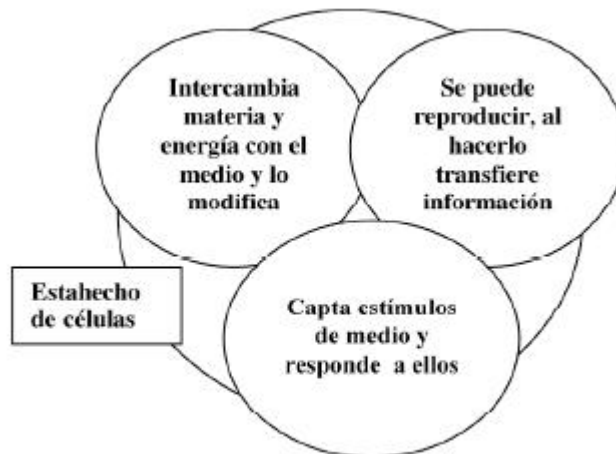 Intercambia
materia y
energía con el
medio y lo
modifica
Se puede
reproducir, al
hacerlo
transfiere
información
Estahecho
de células
Capta estímulos
de medio y
responde a ellos